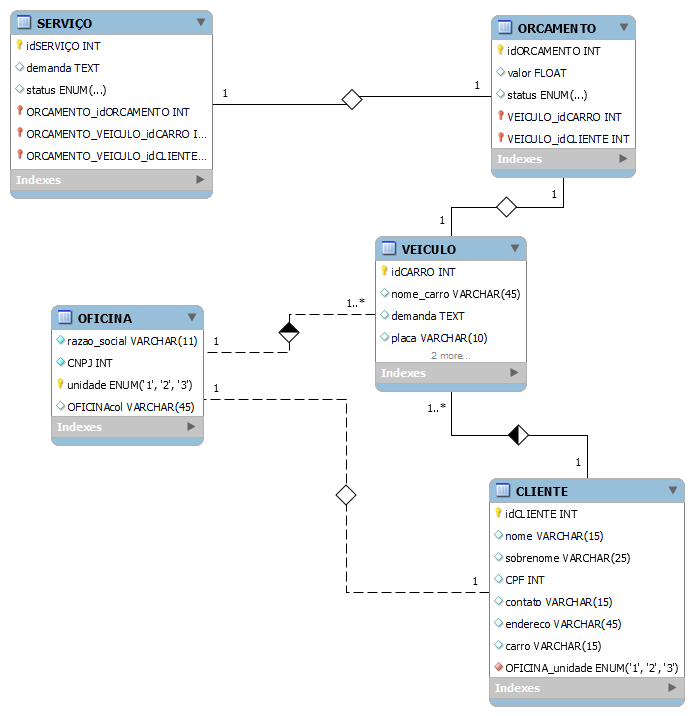 SERVIÇO
idSERVIÇO INT
demanda TEXT
status ENUM(...)
ORCAMENTO_idORCAMENTO INT
ORCAMENTO_VEICULO_idCARRO I...
ORCAMENTO_VEICULO_idCLIENTE...
Indexes
1
1
ORCAMENTO
idORCAMENTO INT
valor FLOAT
status ENUM(...)
VEICULO_idCARRO INT
VEICULO_idCLIENTE INT
Indexes
1
1
VEICULO
idCARRO INT
nome_carro VARCHAR(45)
demanda TEXT
placa VARCHAR(10)
2 more...
Indexes
1..*
1
OFICINA
razao_social VARCHAR(11)
CNPJ INT
unidade ENUM('1', '2', '3')
OFICINAcol VARCHAR(45)
Indexes
1
1..*
1
1
CLIENTE
idCLIENTE INT
nome VARCHAR(15)
sobrenome VARCHAR(25)
CPF INT
contato VARCHAR(15)
endereco VARCHAR(45)
carro VARCHAR(15)
OFICINA_unidade ENUM('1', '2', '3')
Indexes